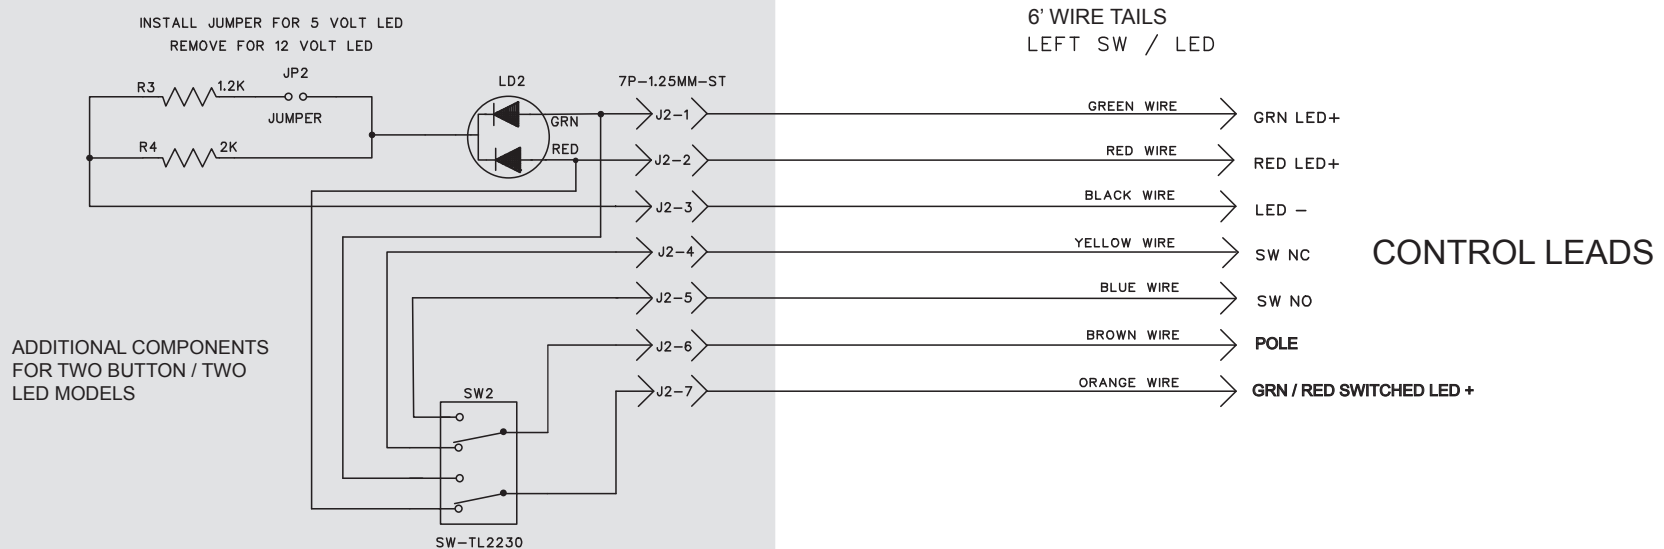 INSTALL JUMPER FOR 5 VOLT LED
REMOVE FOR 12 VOLT LED
6' WIRE TAILS
LEFT SW / LED
R3
1.2K
JP2
JUMPER
LD2
7P-1.25MM-ST
GRN
J2-1
GREEN WIRE
GRN LED+
R4
2K
RED
J2-2
RED WIRE
RED LED+
J2-3
BLACK WIRE
LED -
J2-4
YELLOW WIRE
SW NC
CONTROL LEADS
J2-5
BLUE WIRE
SW NO
ADDITIONAL COMPONENTS
FOR TWO BUTTON / TWO
LED MODELS
J2-6
BROWN WIRE
POLE
J2-7
ORANGE WIRE
GRN / RED SWITCHED LED +
SW2
SW-TL2230